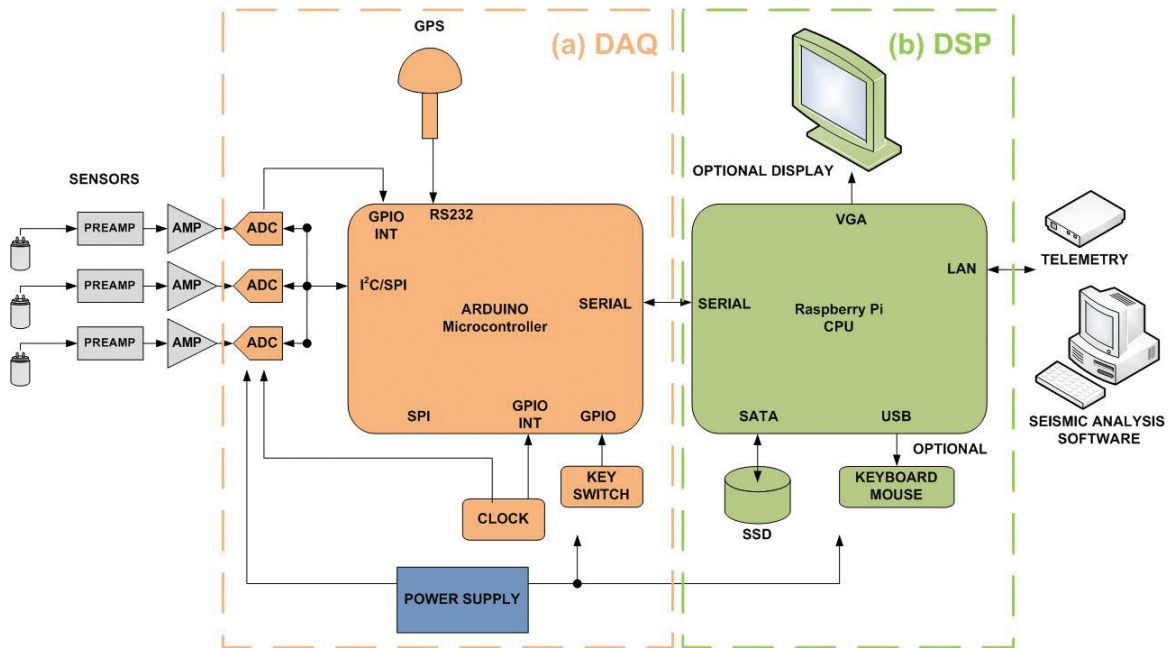 GPS
(a) DAQ
(b) DSP
OPTIONAL DISPLAY
SENSORS
PREAMP
AMP
ADC
GPIO
INT
RS232
VGA
PREAMP
AMP
ADC
I²C/SPI
ARDUINO
Microcontroller
SERIAL
SERIAL
Raspberry Pi
CPU
LAN
TELEMETRY
PREAMP
AMP
ADC
SPI
GPIO
INT
GPIO
SATA
USB
SEISMIC ANALYSIS
SOFTWARE
OPTIONAL
KEY
SWITCH
KEYBOARD
MOUSE
CLOCK
SSD
POWER SUPPLY